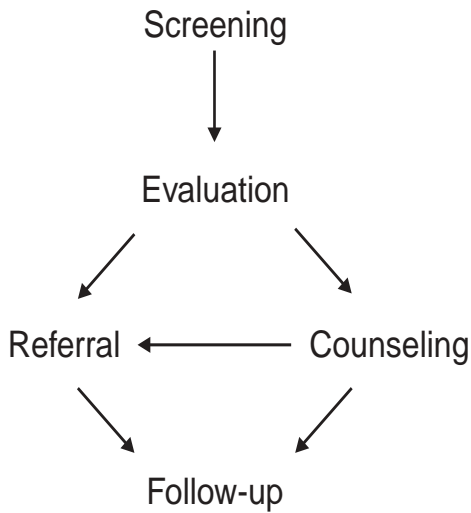 Screening
Evaluation
Referral
Counseling
Follow-up